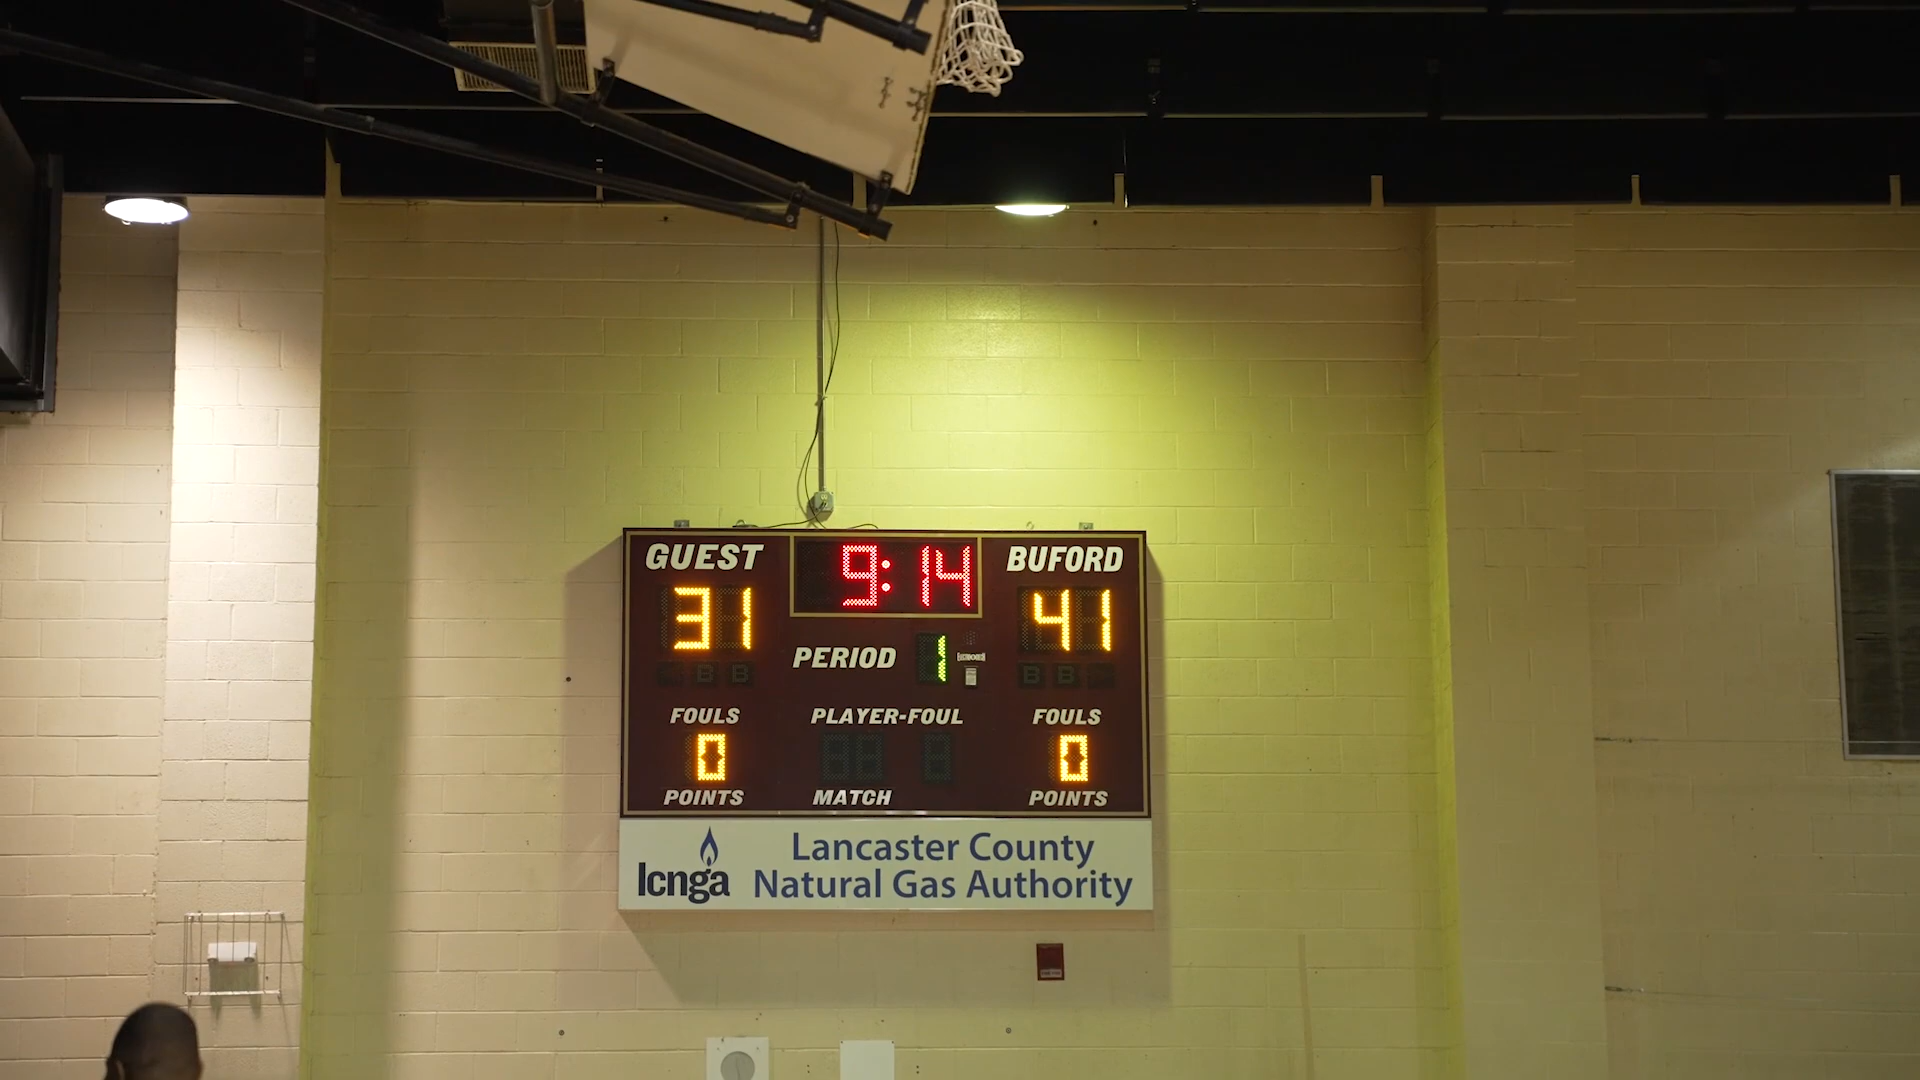 GUEST 9:14 BUFORD
31 41
PERIOD 1
B B B B
FOULS PLAYER-FOUL FOULS
0 0
POINTS MATCH POINTS
lcnga Lancaster County
Natural Gas Authority